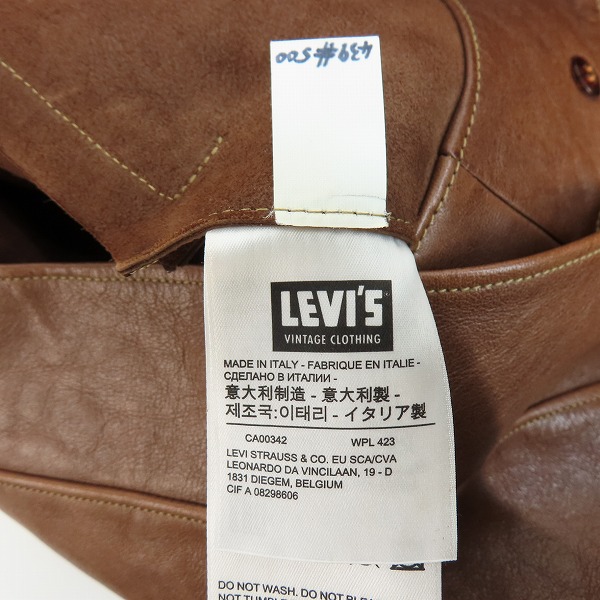 439#500
LEVI'S
VINTAGE CLOTHING
MADE IN ITALY - FABRIQUE EN ITALIE -
СДЕЛАНО В ИТАЛИИ -
意大利制造 - 意大利製 -
제조국:이태리 - イタリア製
CA00342 WPL 423
LEVI STRAUSS & CO. EU SCA/CVA
LEONARDO DA VINCILAAN, 19 - D
1831 DIEGEM, BELGIUM
CIF A 08298606
DO NOT WASH. DO NOT
NOT